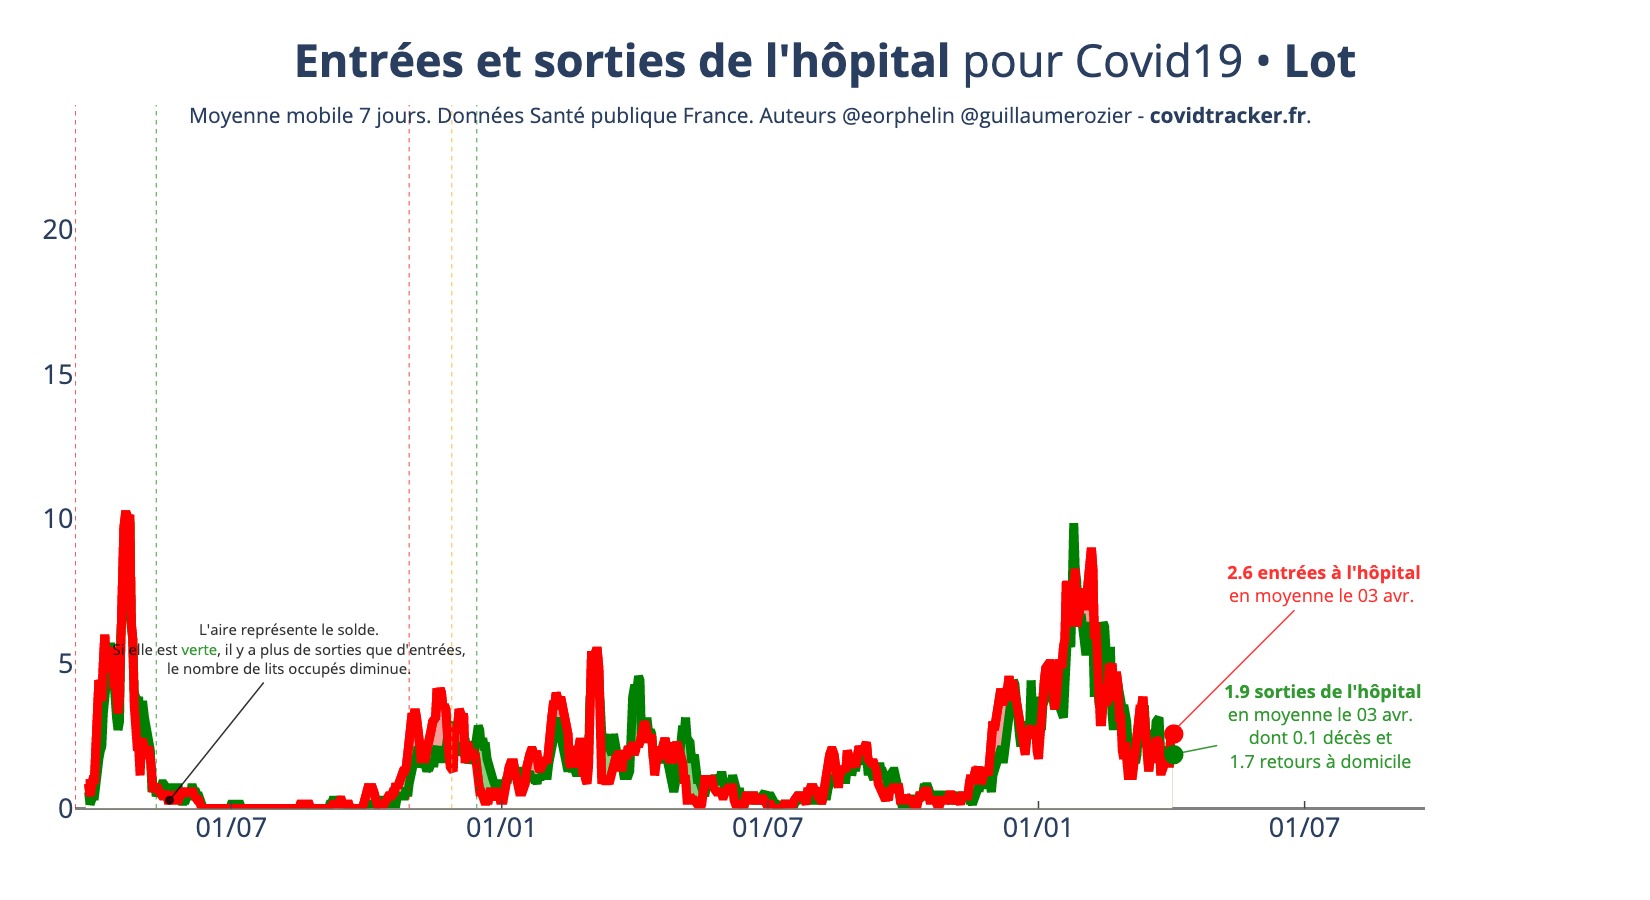 Entrées et sorties de l'hôpital pour Covid19 • Lot
Moyenne mobile 7 jours. Données Santé publique France. Auteurs @eorphelin @guillaumerozier - covidtracker.fr.
20
15
10
5
0
L'aire représente le solde.
Si elle est verte, il y a plus de sorties que d'entrées,
le nombre de lits occupés diminue.
2.6 entrées à l'hôpital
en moyenne le 03 avr.
1.9 sorties de l'hôpital
en moyenne le 03 avr.
dont 0.1 décès et
1.7 retours à domicile
01/07
01/01
01/07
01/01
01/07